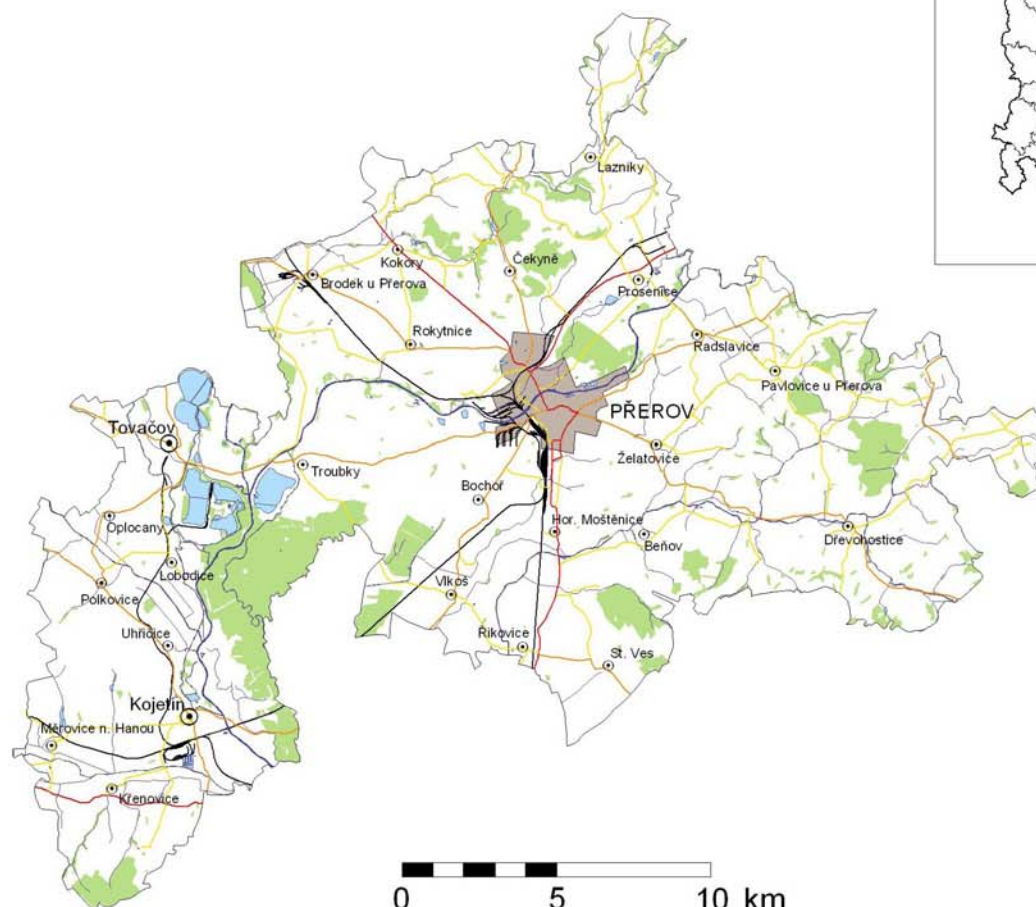 Lazníky
Kokory
Čekyně
Brodek u Přerova
Prosenice
Rokytnice
Radslavice
Pavlovice u Přerova
PŘEROV
Tovačov
Želatovice
Troubky
Bochoř
Oplocany
Hor. Moštěnice
Beňov
Dřevohostice
Lobodice
Polkovice
Vlkoš
Uhřičice
Říkovice
St. Ves
Kojetín
Měrovice n. Hanou
Křenovice
0 5 10 km